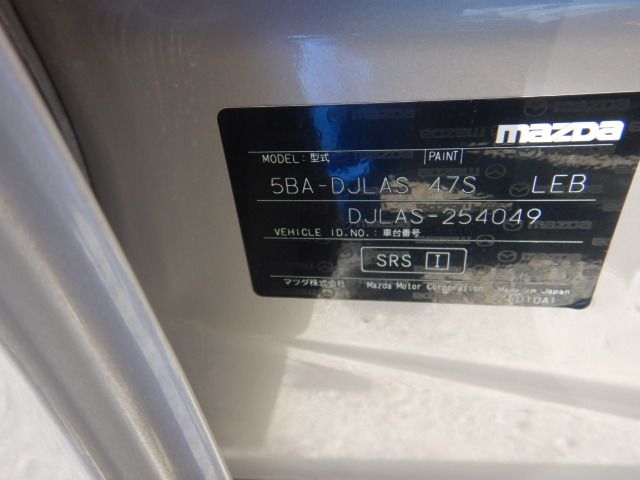 mazda
MODEL:型式 PAINT
5BA-DJLAS 47S LEB
DJLAS-254049
VEHICLE ID.NO.:車台番号
SRS I
マツダ株式会社 Mazda Motor Corporation Made in Japan
D10A1